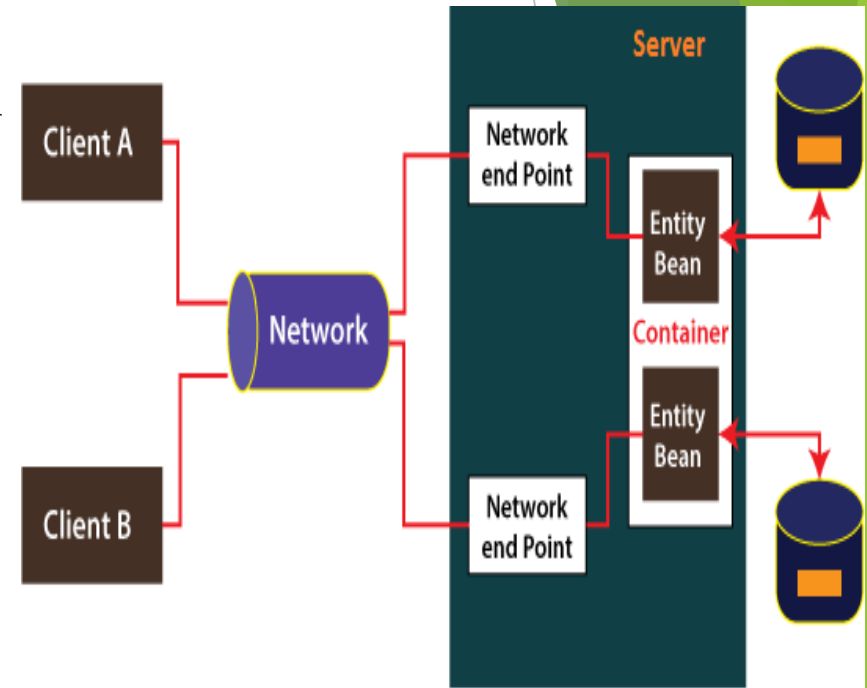 Server
Client A
Network
end Point
Entity
Bean
Network
Container
Entity
Bean
Client B
Network
end Point